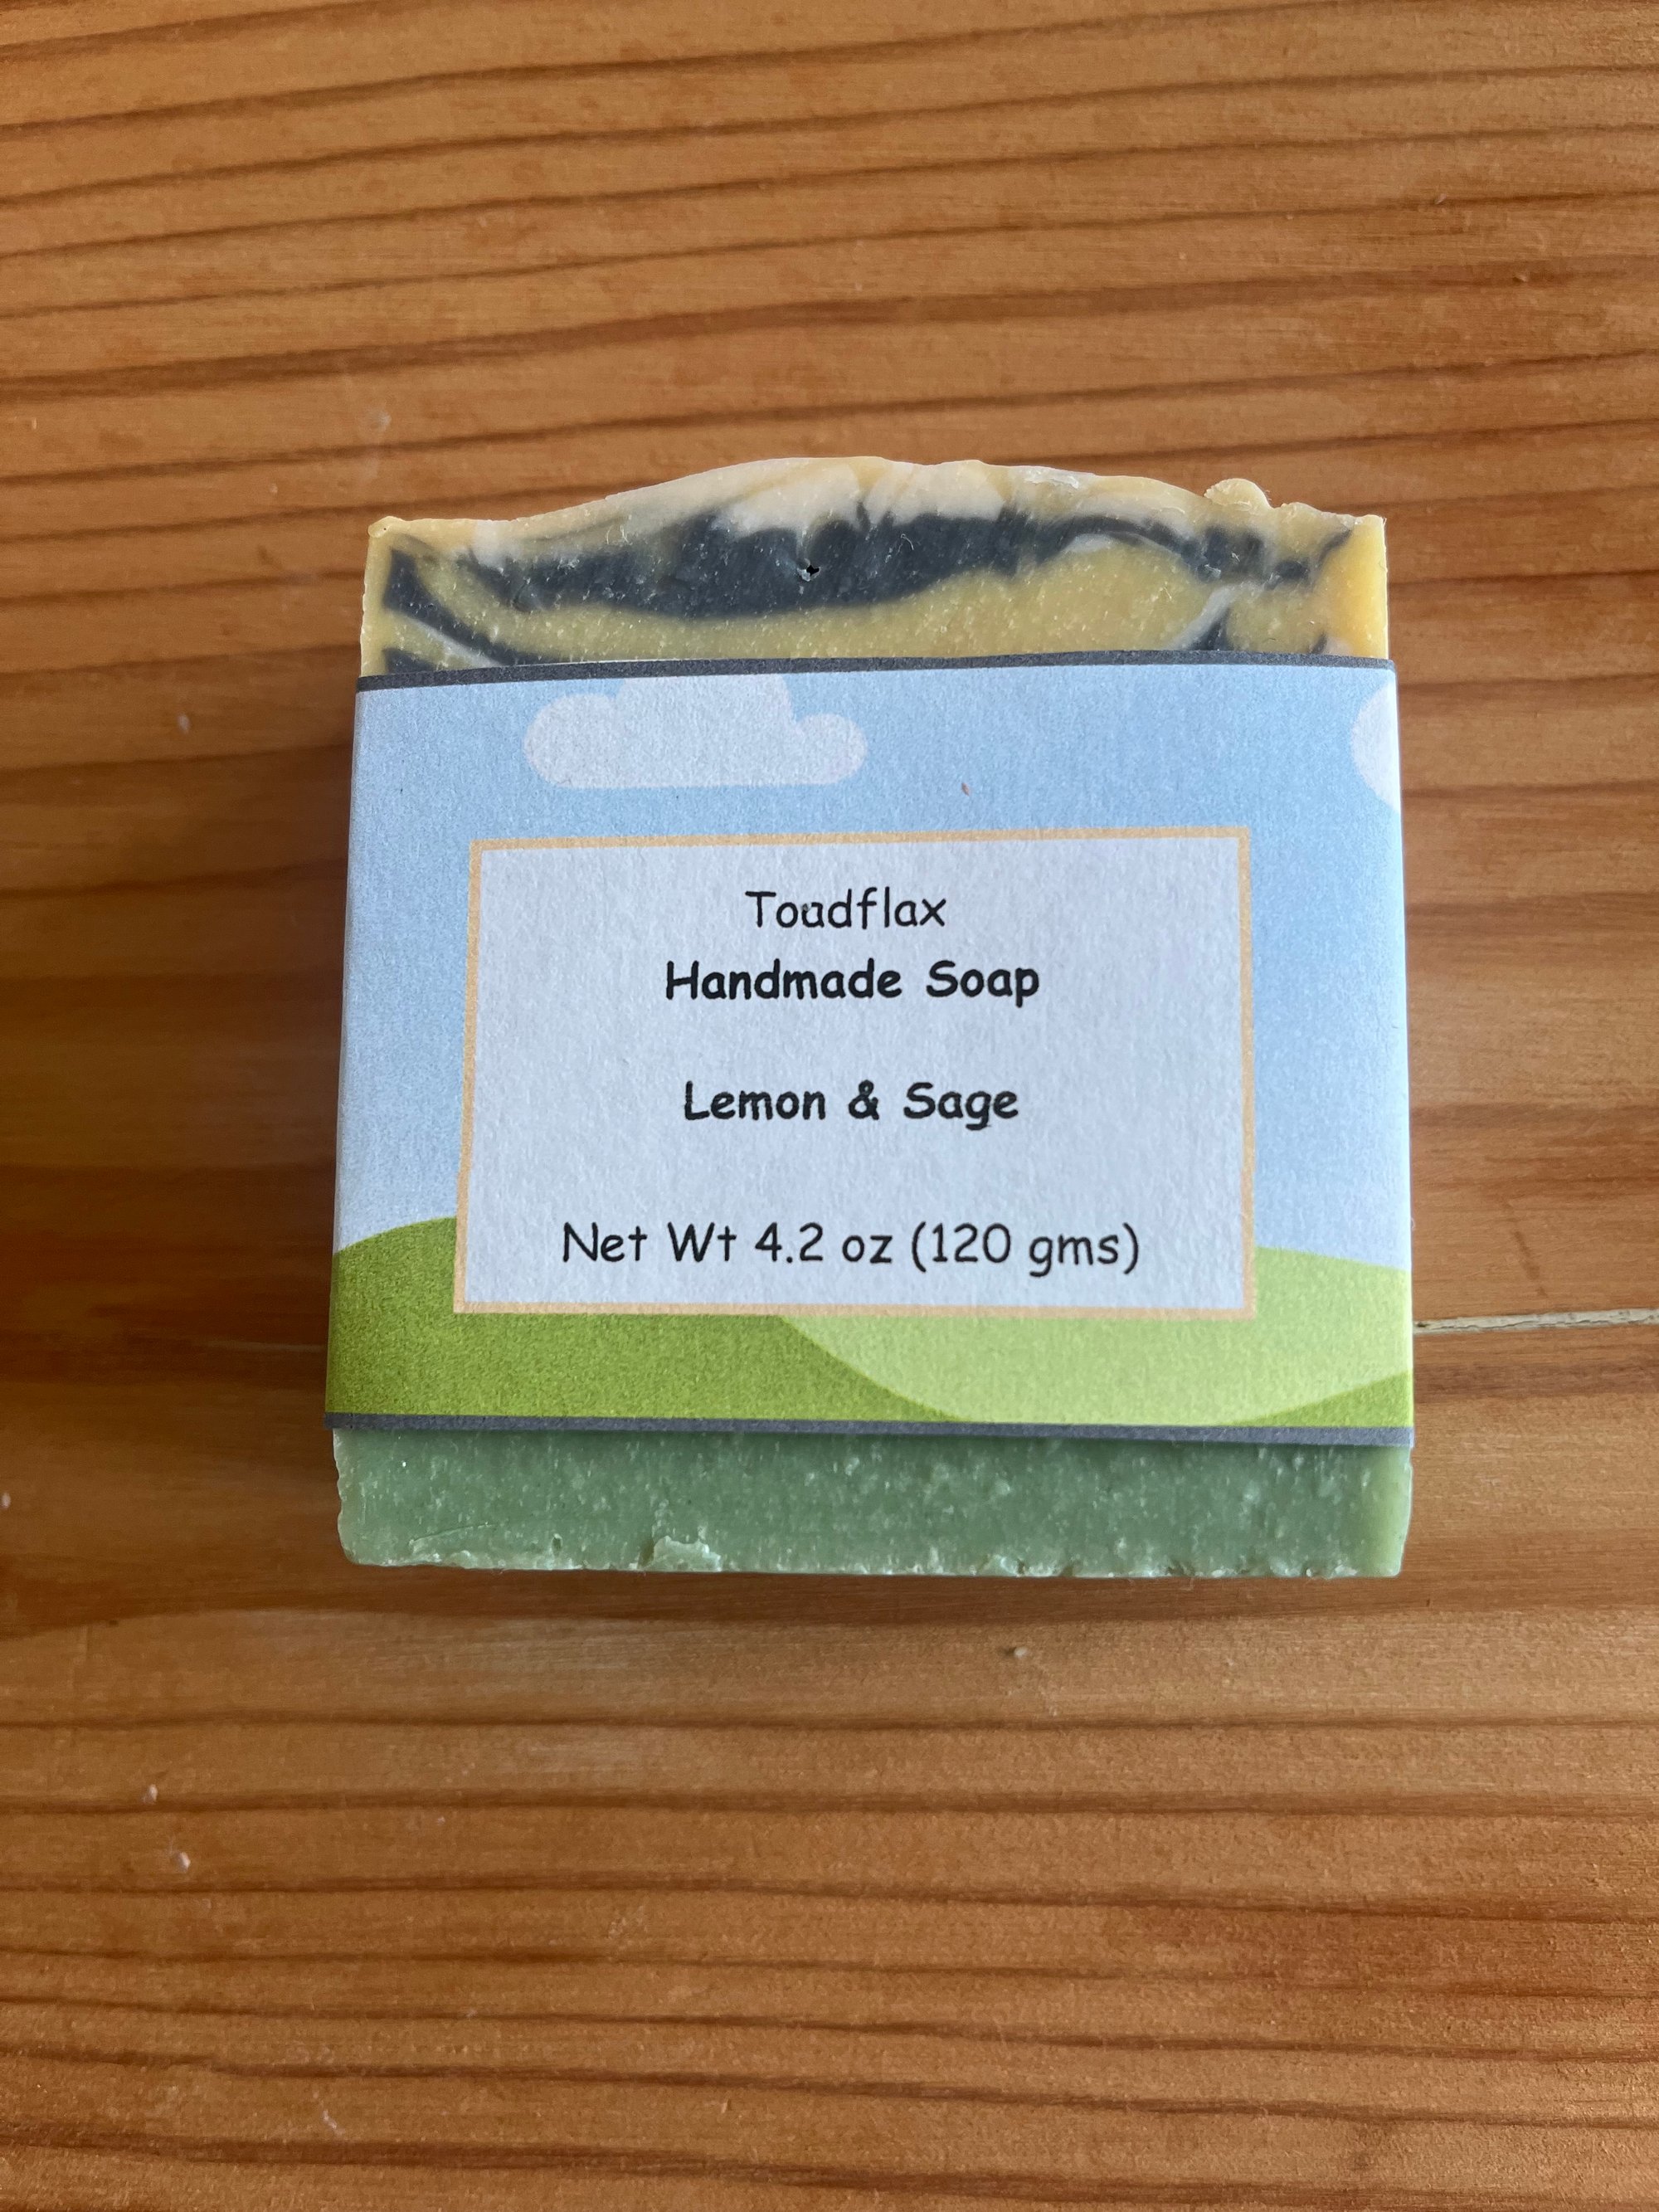 Toadflax
Handmade Soap
Lemon & Sage
Net Wt 4.2 oz (120 gms)